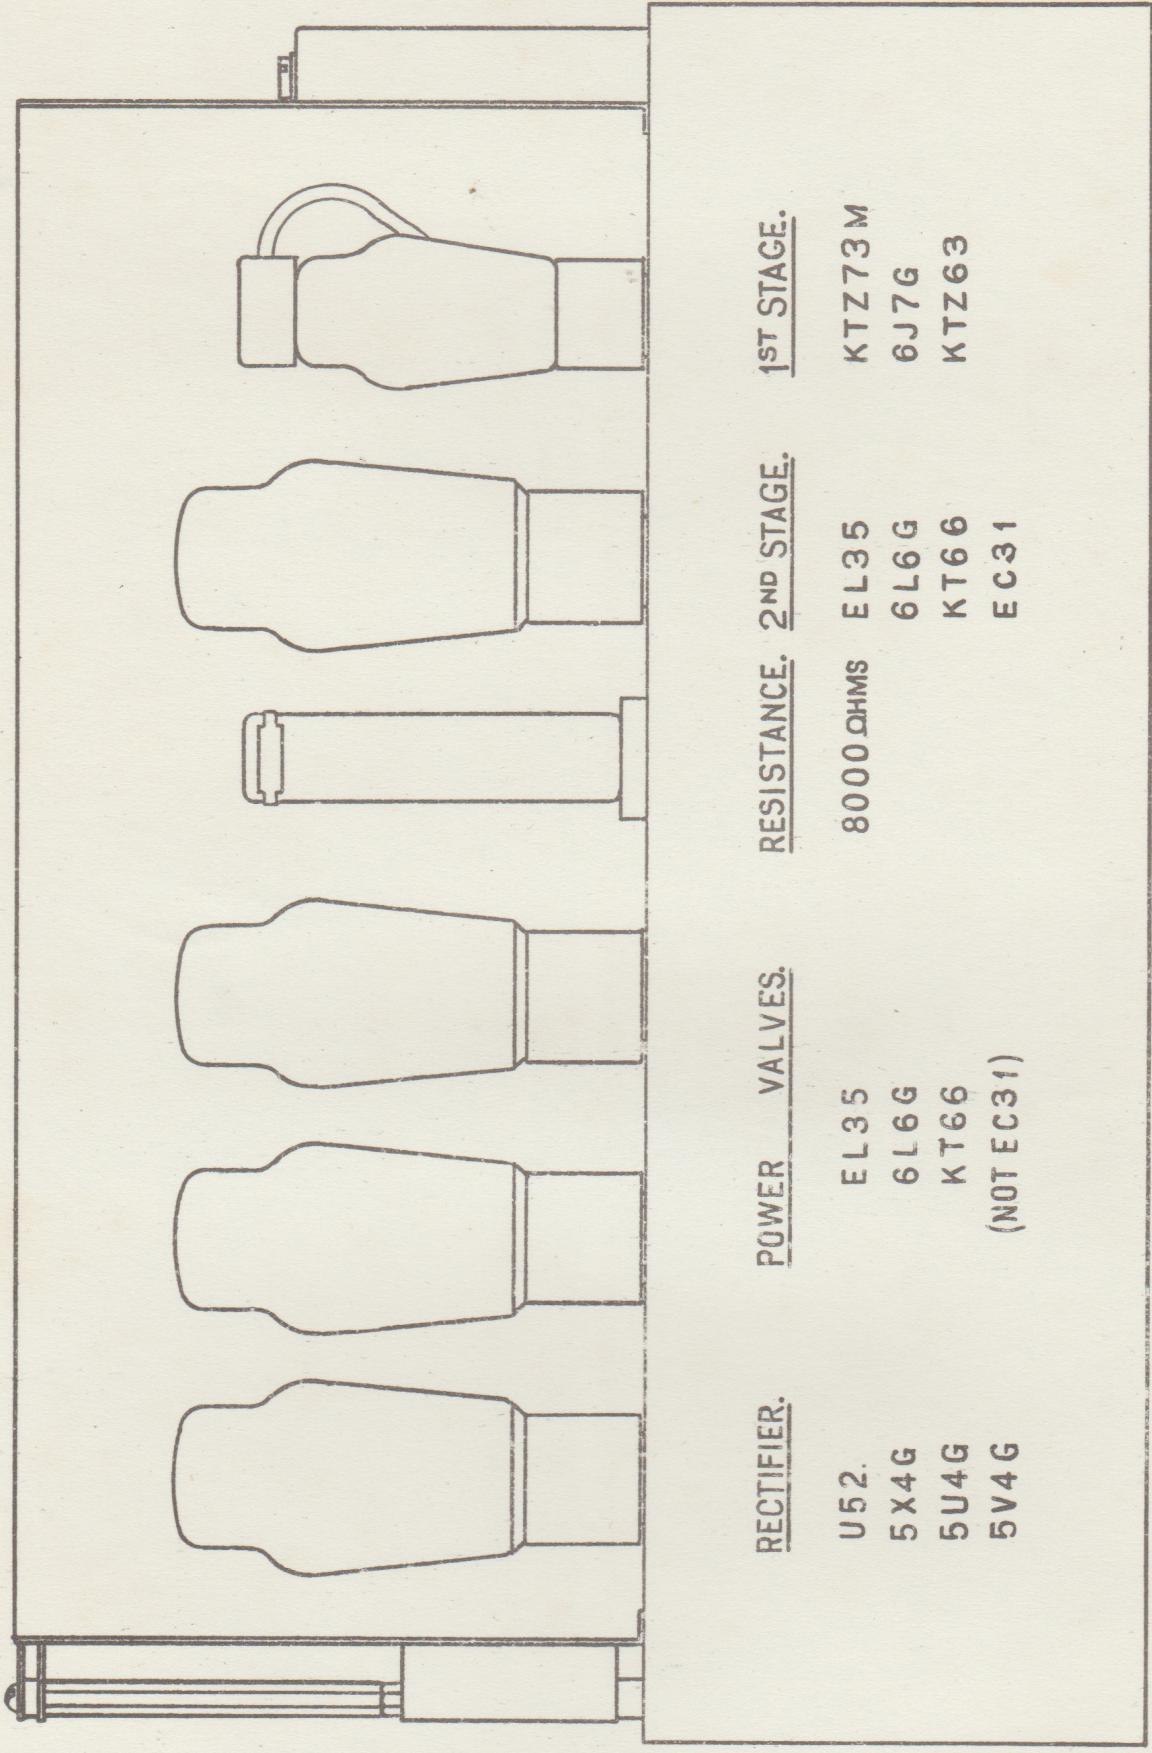 RECTIFIER.
U52.
5X4G
5U4G
5V4G
POWER VALVES.
EL35
6L6G
KT66
(NOT EC31)
RESISTANCE.
8000 OHMS
2ND STAGE.
EL35
6L6G
KT66
EC31
1ST STAGE.
KTZ73M
6J7G
KTZ63